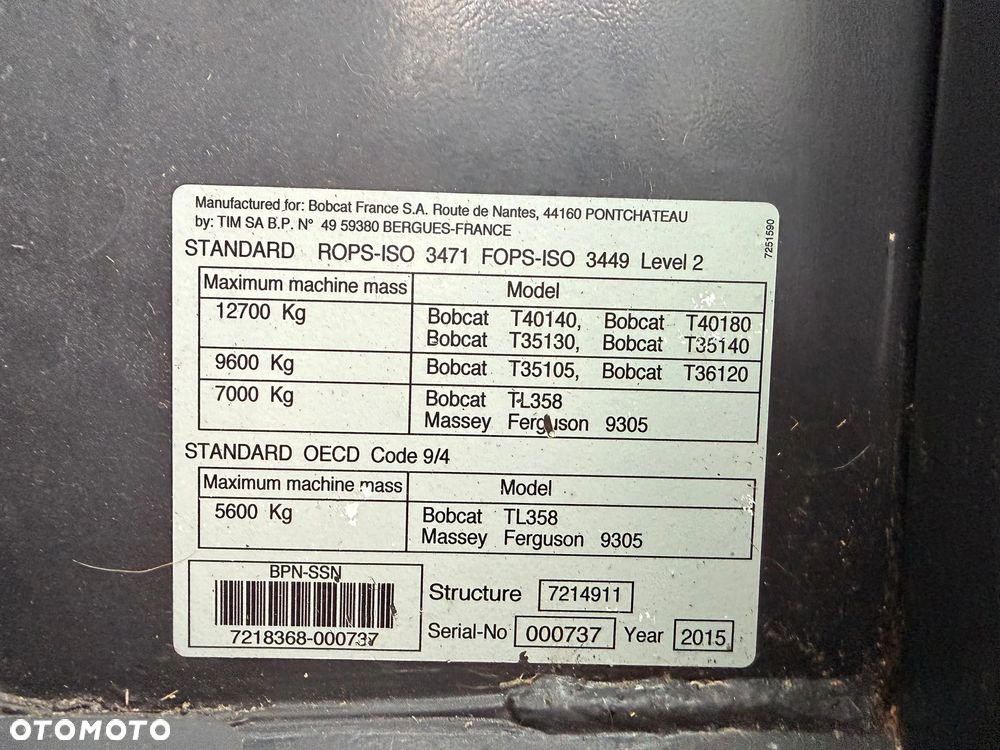 Manufactured for: Bobcat France S.A. Route de Nantes, 44160 PONTCHATEAU
by: TIM SA B.P. N° 49 59380 BERGUES-FRANCE
7251590
STANDARD ROPS-ISO 3471 FOPS-ISO 3449 Level 2
Maximum machine mass Model
12700 Kg Bobcat T40140, Bobcat T40180
Bobcat T35130, Bobcat T35140
9600 Kg Bobcat T35105, Bobcat T36120
7000 Kg Bobcat TL358
Massey Ferguson 9305
STANDARD OECD Code 9/4
Maximum machine mass Model
5600 Kg Bobcat TL358
Massey Ferguson 9305
BPN-SSN
7218368-000737
Structure 7214911
Serial-No 000737 Year 2015
OTOMOTO